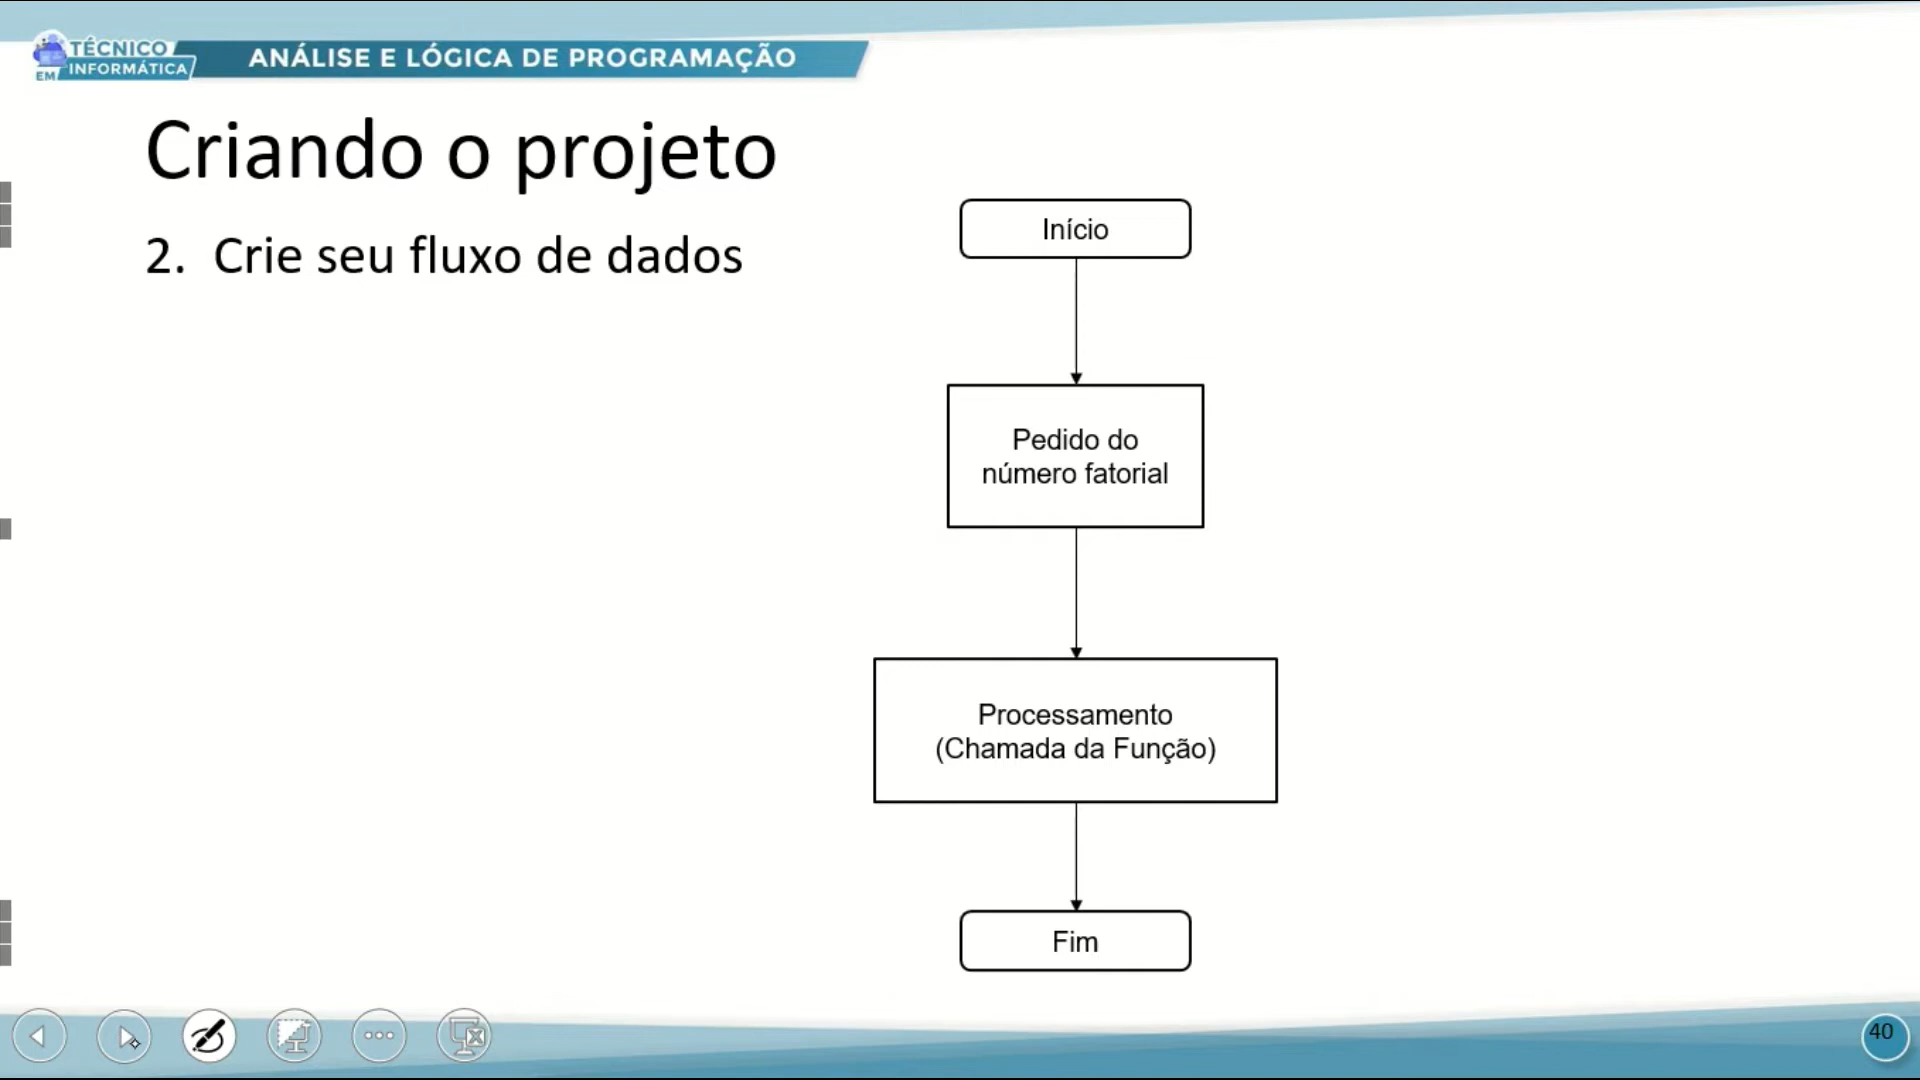 TÉCNICO
EM INFORMÁTICA
ANÁLISE E LÓGICA DE PROGRAMAÇÃO
Criando o projeto
2. Crie seu fluxo de dados
Início
Pedido do
número fatorial
Processamento
(Chamada da Função)
Fim
40